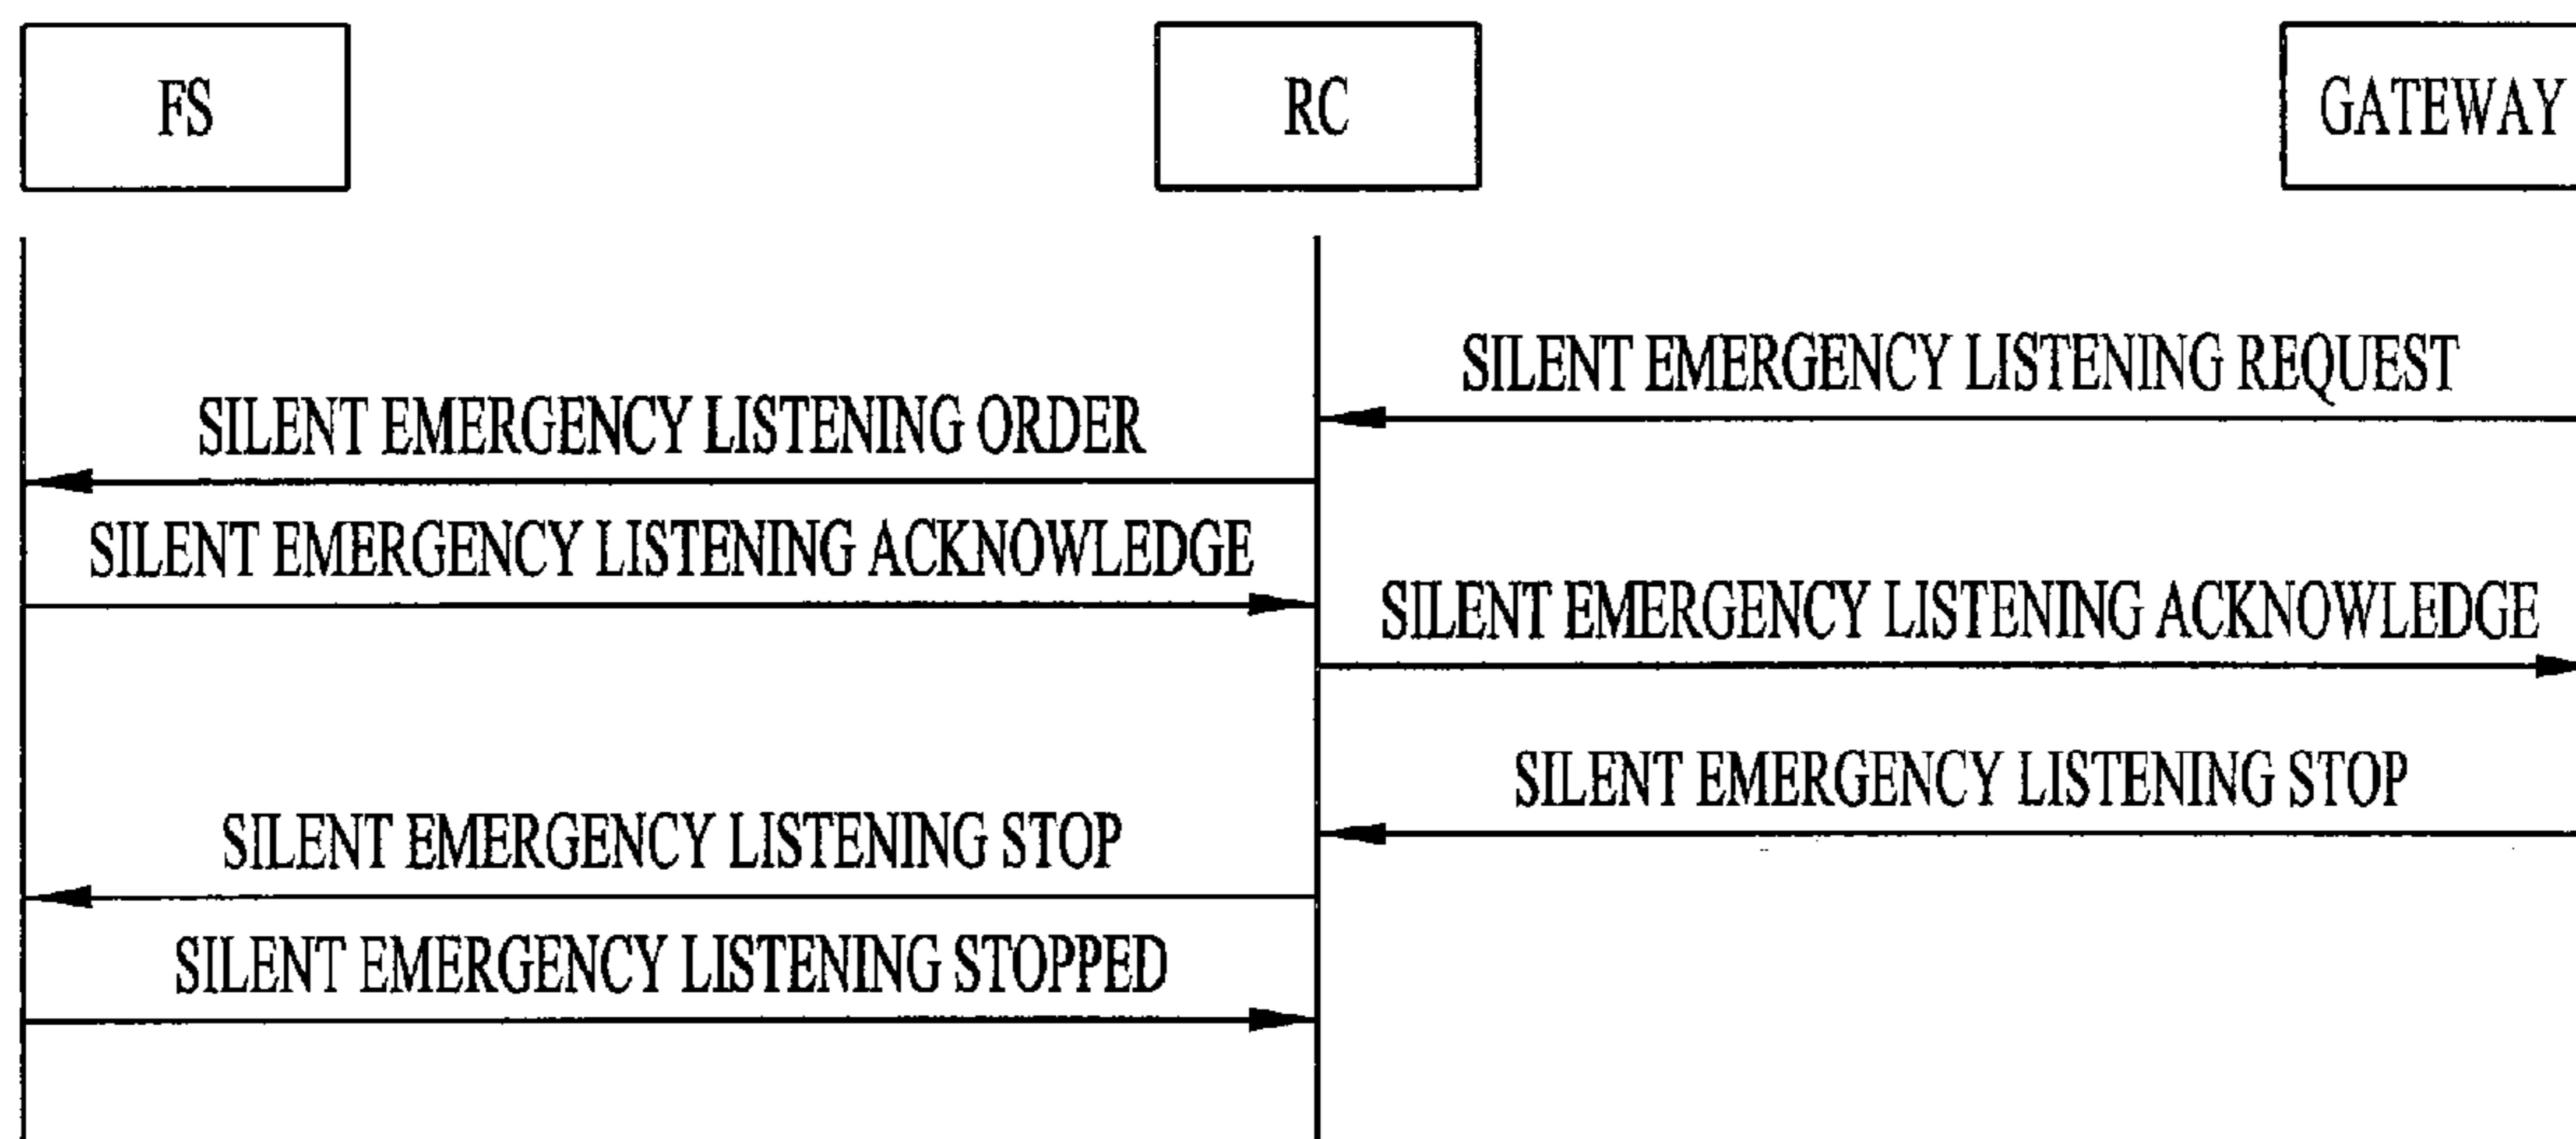 FS
RC
GATEWAY
SILENT EMERGENCY LISTENING REQUEST
SILENT EMERGENCY LISTENING ORDER
SILENT EMERGENCY LISTENING ACKNOWLEDGE
SILENT EMERGENCY LISTENING ACKNOWLEDGE
SILENT EMERGENCY LISTENING STOP
SILENT EMERGENCY LISTENING STOP
SILENT EMERGENCY LISTENING STOPPED